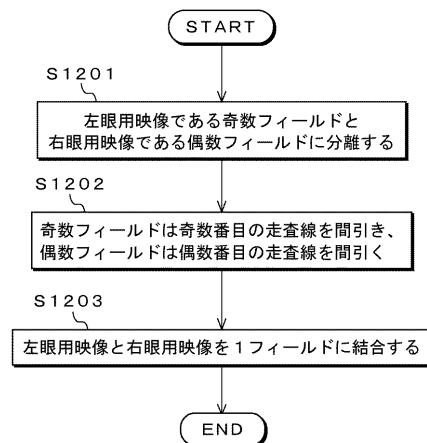 START
S1201
左眼用映像である奇数フィールドと
右眼用映像である偶数フィールドに分離する
S1202
奇数フィールドは奇数番目の走査線を間引き、
偶数フィールドは偶数番目の走査線を間引く
S1203
左眼用映像と右眼用映像を1フィールドに結合する
END